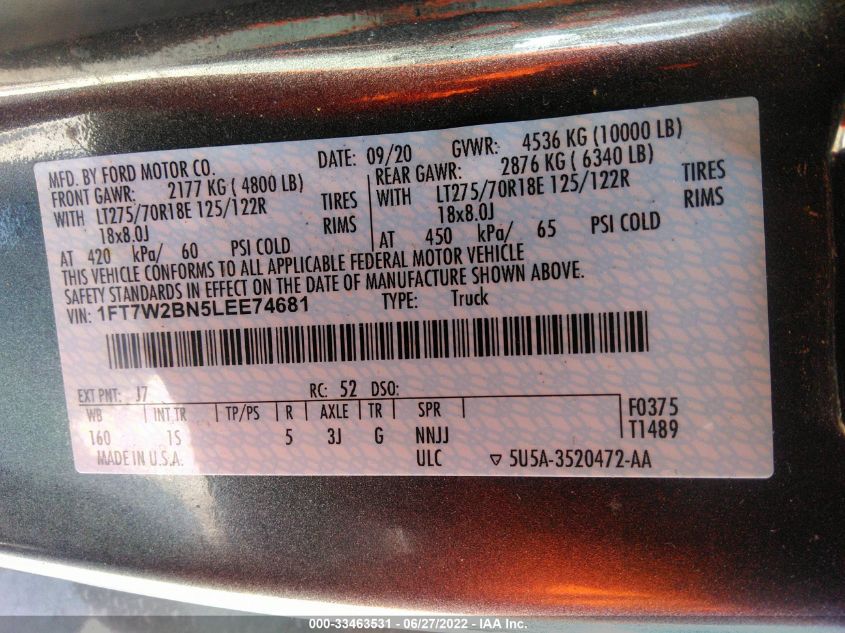 MFD. BY FORD MOTOR CO. DATE: 09/20 GVWR: 4536 KG (10000 LB)
FRONT GAWR: 2177 KG ( 4800 LB) REAR GAWR: 2876 KG ( 6340 LB)
WITH LT275/70R18E 125/122R TIRES WITH LT275/70R18E 125/122R TIRES
18x8.0J RIMS 18x8.0J RIMS
AT 420 kPa/ 60 PSI COLD AT 450 kPa/ 65 PSI COLD
THIS VEHICLE CONFORMS TO ALL APPLICABLE FEDERAL MOTOR VEHICLE
SAFETY STANDARDS IN EFFECT ON THE DATE OF MANUFACTURE SHOWN ABOVE.
VIN: 1FT7W2BN5LEE74681 TYPE: Truck
EXT PNT: J7 RC: 52 DSO:
WB INT TR TP/PS R AXLE TR SPR F0375
160 1S 5 3J G NNJJ T1489
MADE IN U.S.A. ULC ▽ 5U5A-3520472-AA
000-33463531 - 06/27/2022 - IAA Inc.